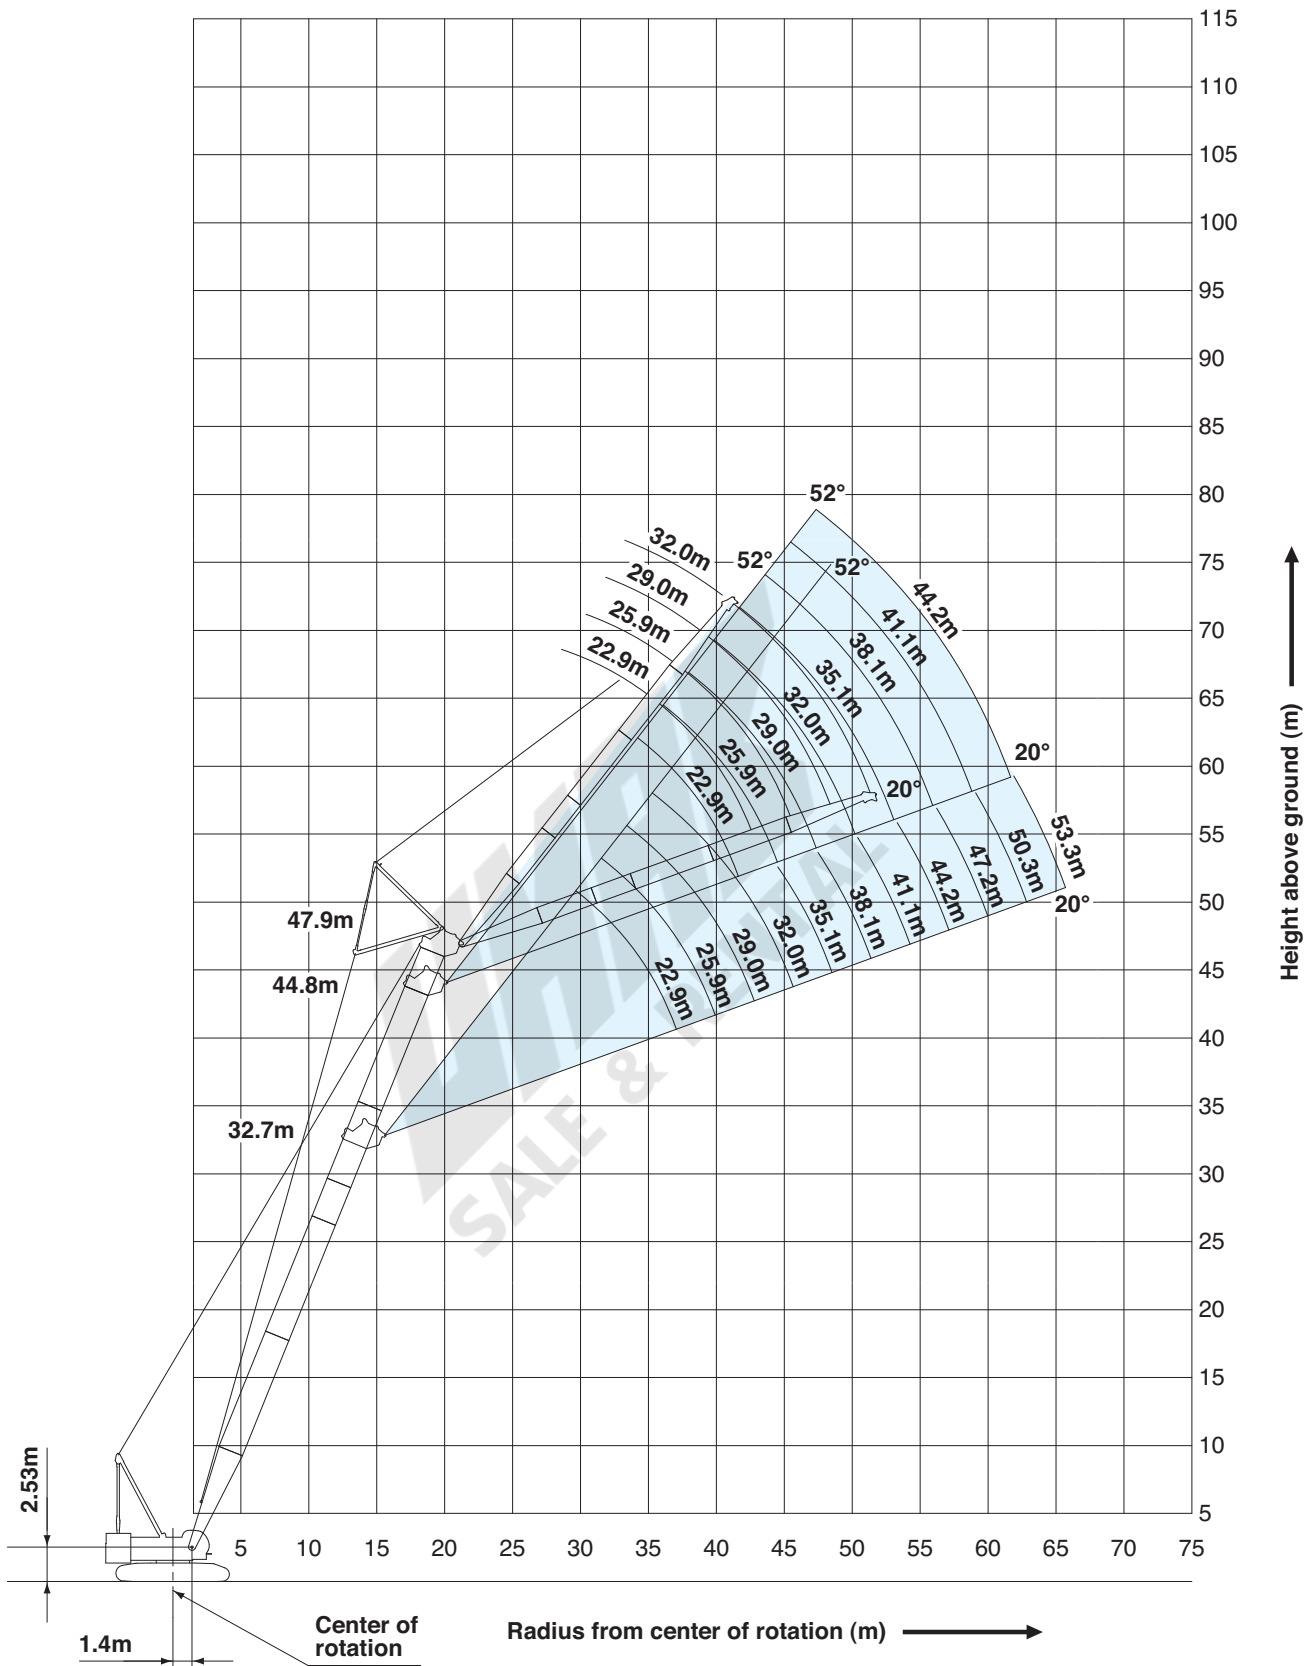 115
110
105
100
95
90
85
80
75
70
65
60
55
50
45
40
35
30
25
20
15
10
5
Height above ground (m)
52°
52°
52°
32.0m
29.0m
25.9m
22.9m
44.2m
41.1m
38.1m
35.1m
32.0m
29.0m
25.9m
22.9m
20°
20°
53.3m
50.3m
47.2m
44.2m
41.1m
38.1m
35.1m
32.0m
29.0m
25.9m
22.9m
20°
47.9m
44.8m
32.7m
SALE & RENTAL
2.53m
5 10 15 20 25 30 35 40 45 50 55 60 65 70 75
1.4m
Center of
rotation
Radius from center of rotation (m)